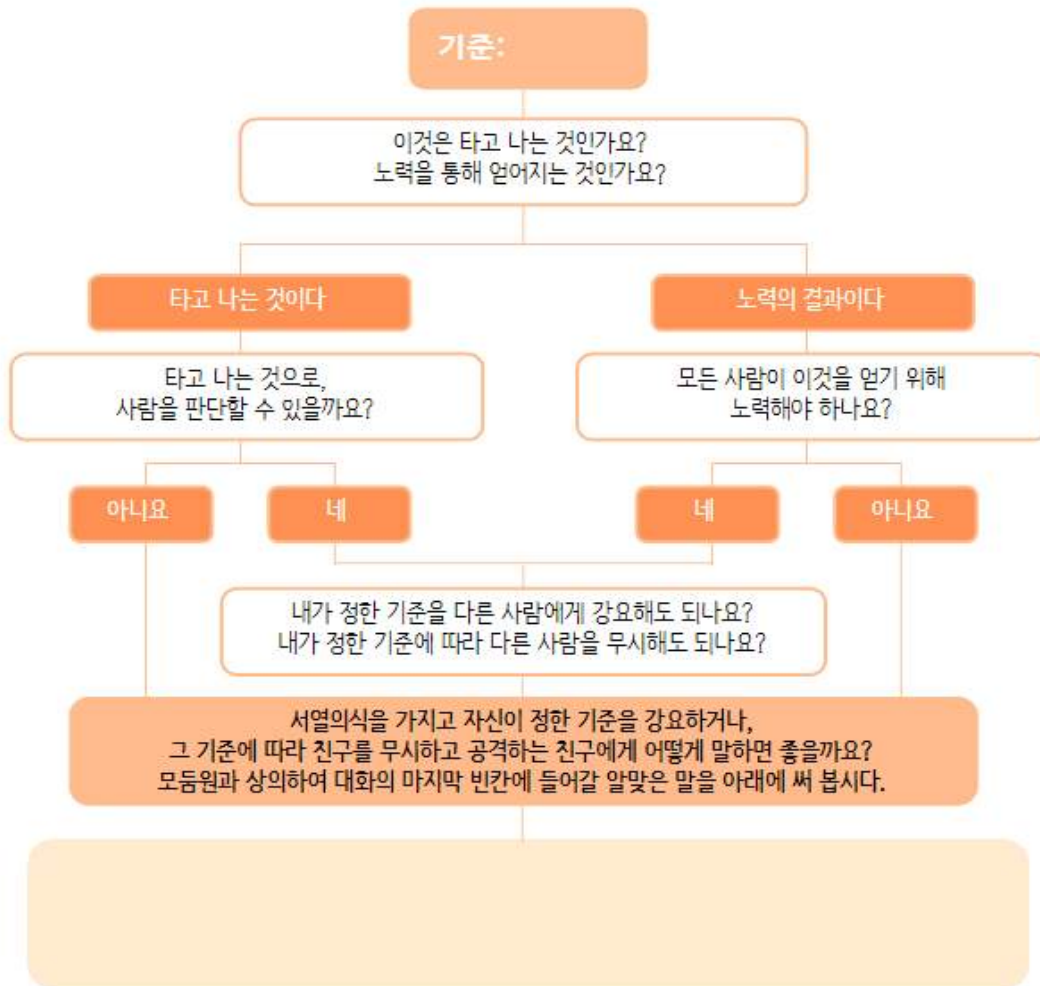 기준:
이것은 타고 나는 것인가요?
노력을 통해 얻어지는 것인가요?
타고 나는 것이다
노력의 결과이다
타고 나는 것으로,
사람을 판단할 수 있을까요?
모든 사람이 이것을 얻기 위해
노력해야 하나요?
아니요
네
네
아니요
내가 정한 기준을 다른 사람에게 강요해도 되나요?
내가 정한 기준에 따라 다른 사람을 무시해도 되나요?
서열의식을 가지고 자신이 정한 기준을 강요하거나,
그 기준에 따라 친구를 무시하고 공격하는 친구에게 어떻게 말하면 좋을까요?
모둠원과 상의하여 대화의 마지막 빈칸에 들어갈 알맞은 말을 아래에 써 봅시다.